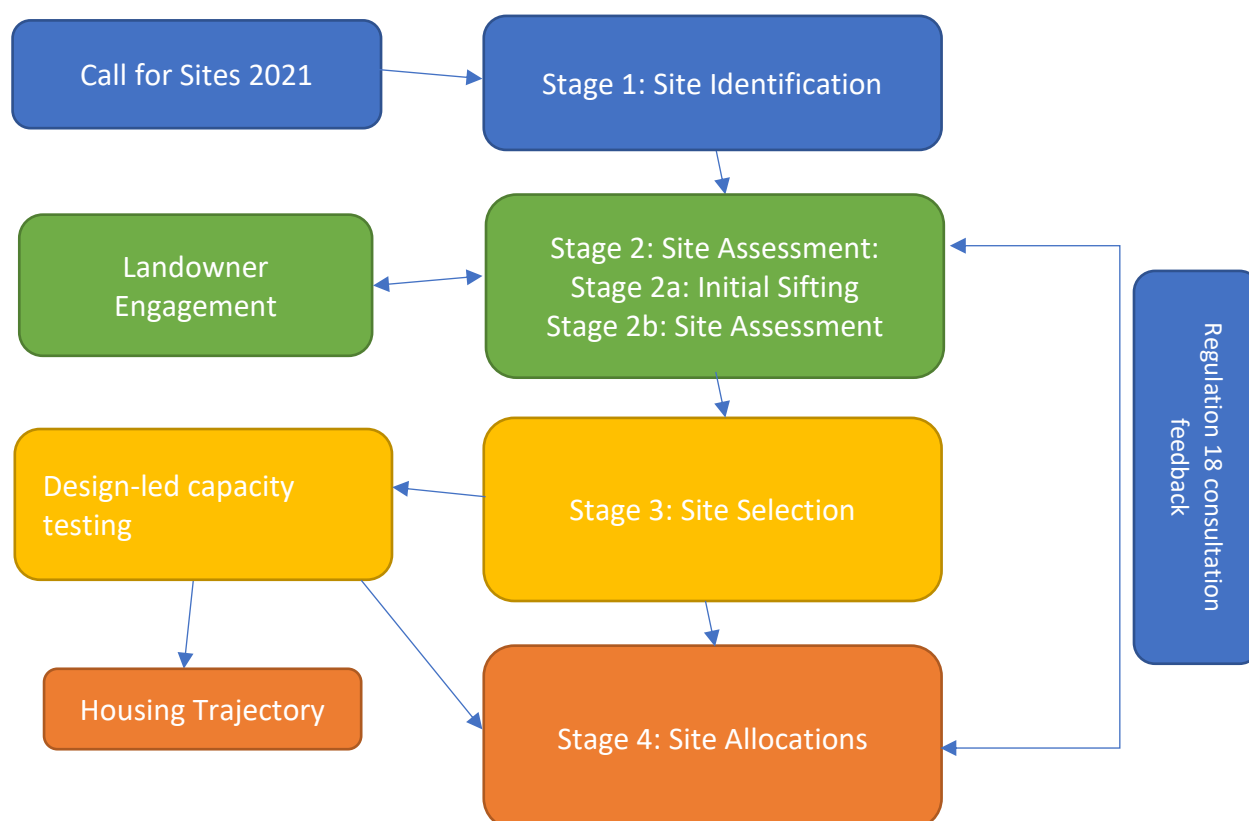 Call for Sites 2021
Stage 1: Site Identification
Landowner
Engagement
Stage 2: Site Assessment:
Stage 2a: Initial Sifting
Stage 2b: Site Assessment
Regulation 18 consultation
feedback
Design-led capacity
testing
Stage 3: Site Selection
Housing Trajectory
Stage 4: Site Allocations